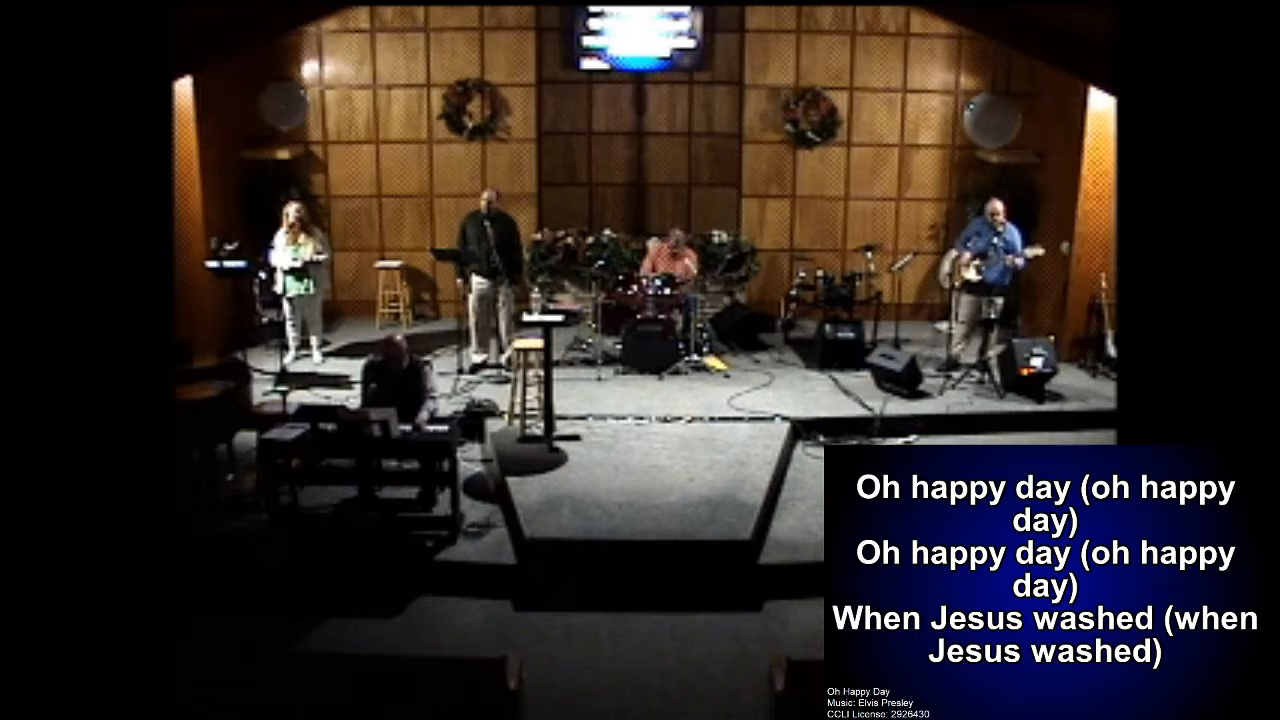 Oh happy day (oh happy
day)
Oh happy day (oh happy
day)
When Jesus washed (when
Jesus washed)
Oh Happy Day
Music: Elvis Presley
CCLI License: 2926430